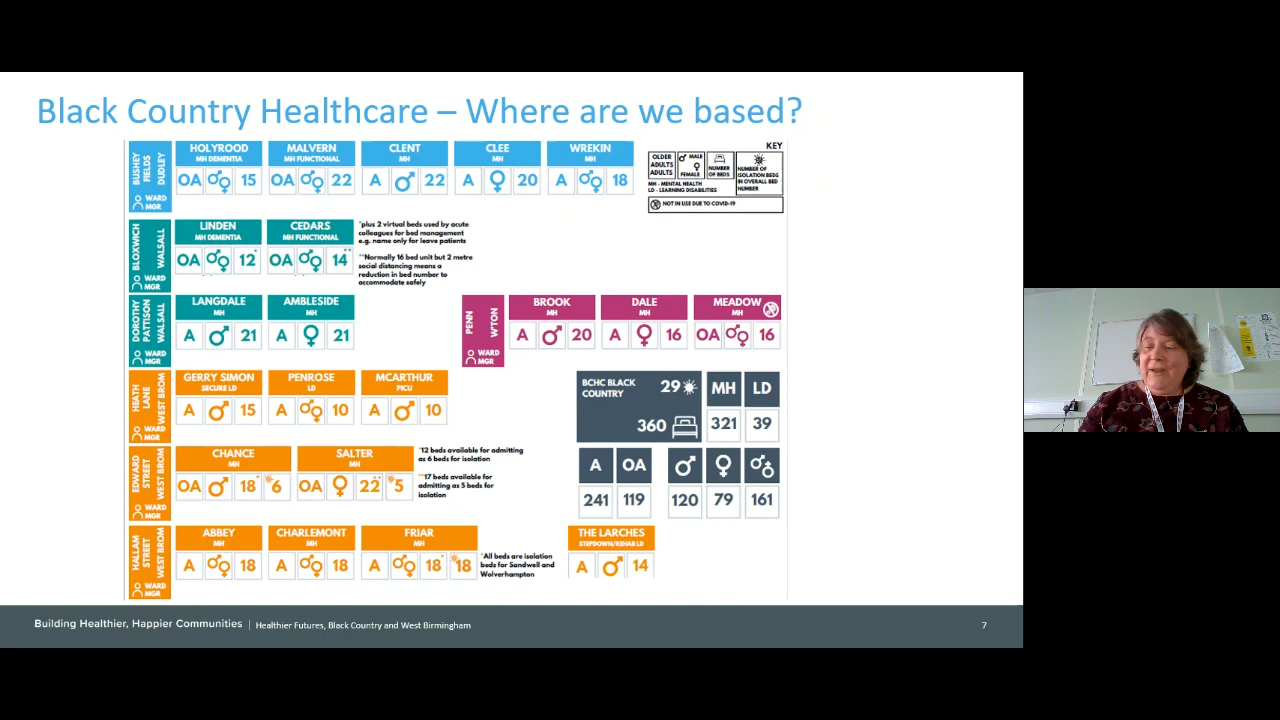 Black Country Healthcare – Where are we based?
BUSHEY
FIELDS
DUDLEY
WARD
MGR
HOLYROOD
MH DEMENTIA
OA 15
MALVERN
MH FUNCTIONAL
OA 22
CLENT
MH
A 22
CLEE
MH
A 20
WREKIN
MH
A 18
KEY
OLDER
ADULTS
ADULTS
MALE
FEMALE
NUMBER
OF BEDS
NUMBER OF
ISOLATION BEDS
IN OVERALL BED
NUMBER
MH - MENTAL HEALTH
LD - LEARNING DISABILITIES
NOT IN USE DUE TO COVID-19
BLOXWICH
WALSALL
WARD
MGR
LINDEN
MH DEMENTIA
OA 12*
CEDARS
MH FUNCTIONAL
OA 14**
*plus 2 virtual beds used by acute
colleagues for bed management
e.g. name only for leave patients
**Normally 16 bed unit but 2 metre
social distancing means a
reduction in bed number to
accommodate safely
DOROTHY
PATTISON
WALSALL
WARD
MGR
LANGDALE
MH
A 21
AMBLESIDE
MH
A 21
PENN
W'TON
WARD
MGR
BROOK
MH
A 20
DALE
MH
A 16
MEADOW
MH
OA 16
HEATH
LANE
WEST BROM
WARD
MGR
GERRY SIMON
SECURE LD
A 15
PENROSE
LD
A 10
MCARTHUR
PICU
A 10
BCHC BLACK
COUNTRY
29
360
MH LD
321 39
A OA
241 119
120 79 161
EDWARD
STREET
WEST BROM
WARD
MGR
CHANCE
MH
OA 18* 6
SALTER
MH
OA 22** 5
*12 beds available for admitting
as 6 beds for isolation
**17 beds available for
admitting as 5 beds for
isolation
HALLAM
STREET
WEST BROM
WARD
MGR
ABBEY
MH
A 18
CHARLEMONT
MH
A 18
FRIAR
MH
A 18* 18
*All beds are isolation
beds for Sandwell and
Wolverhampton
THE LARCHES
STEPDOWN/REHAB LD
A 14
Building Healthier, Happier Communities | Healthier Futures, Black Country and West Birmingham
7